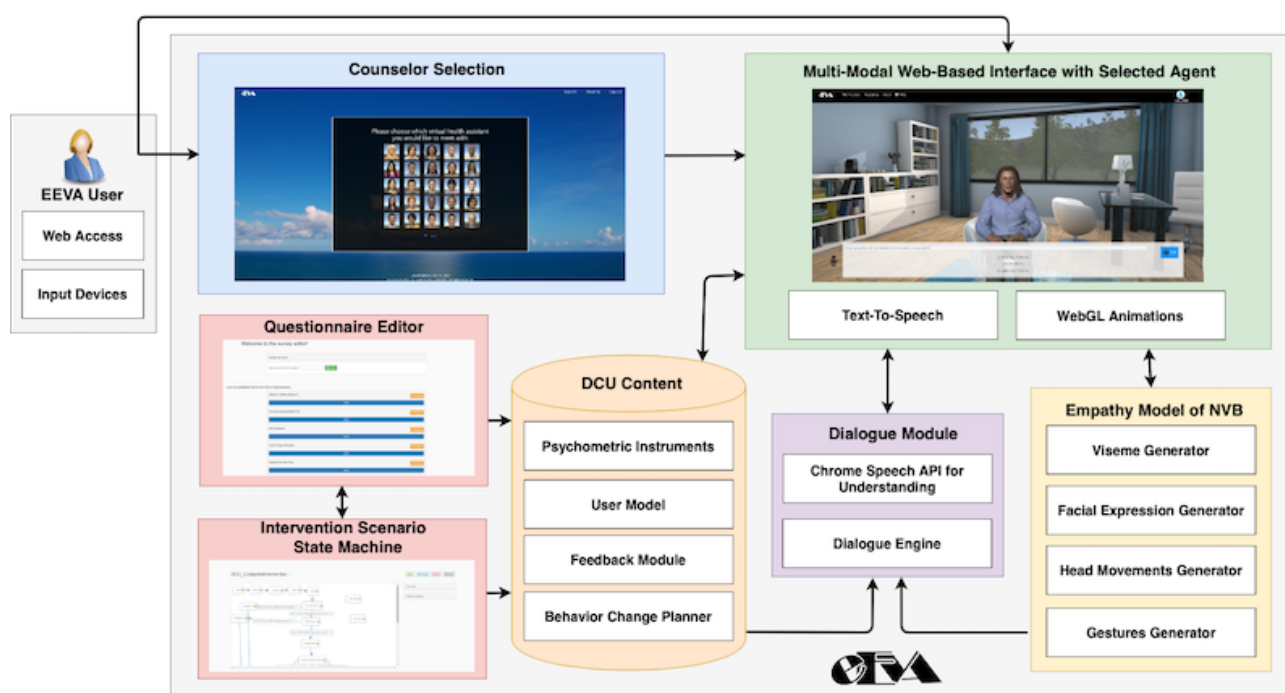 Counselor Selection
Please choose which virtual health assistant
you would like to meet with:
Multi-Modal Web-Based Interface with Selected Agent
EEVA User
Web Access
Input Devices
Text-To-Speech
WebGL Animations
Questionnaire Editor
Welcome to the survey editor!
Intervention Scenario
State Machine
DCU Content
Psychometric Instruments
User Model
Feedback Module
Behavior Change Planner
Dialogue Module
Chrome Speech API for
Understanding
Dialogue Engine
Empathy Model of NVB
Viseme Generator
Facial Expression Generator
Head Movements Generator
Gestures Generator
eEVA